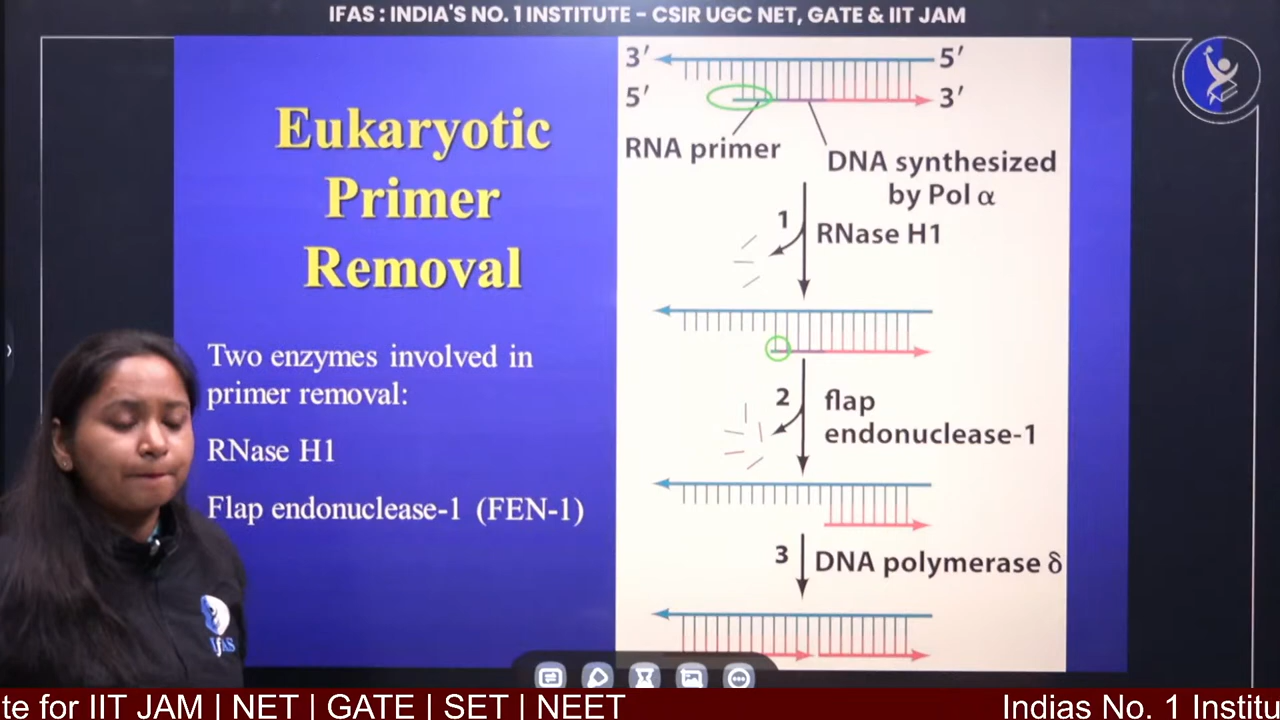 IFAS : INDIA'S NO. 1 INSTITUTE – CSIR UGC NET, GATE & IIT JAM
Eukaryotic
Primer
Removal
Two enzymes involved in
primer removal:
RNase H1
Flap endonuclease-1 (FEN-1)
3′ 5′
5′ 3′
RNA primer
DNA synthesized
by Pol α
1
RNase H1
2
flap
endonuclease-1
3
DNA polymerase δ
IFAS
te for IIT JAM | NET | GATE | SET | NEET
Indias No. 1 Institu